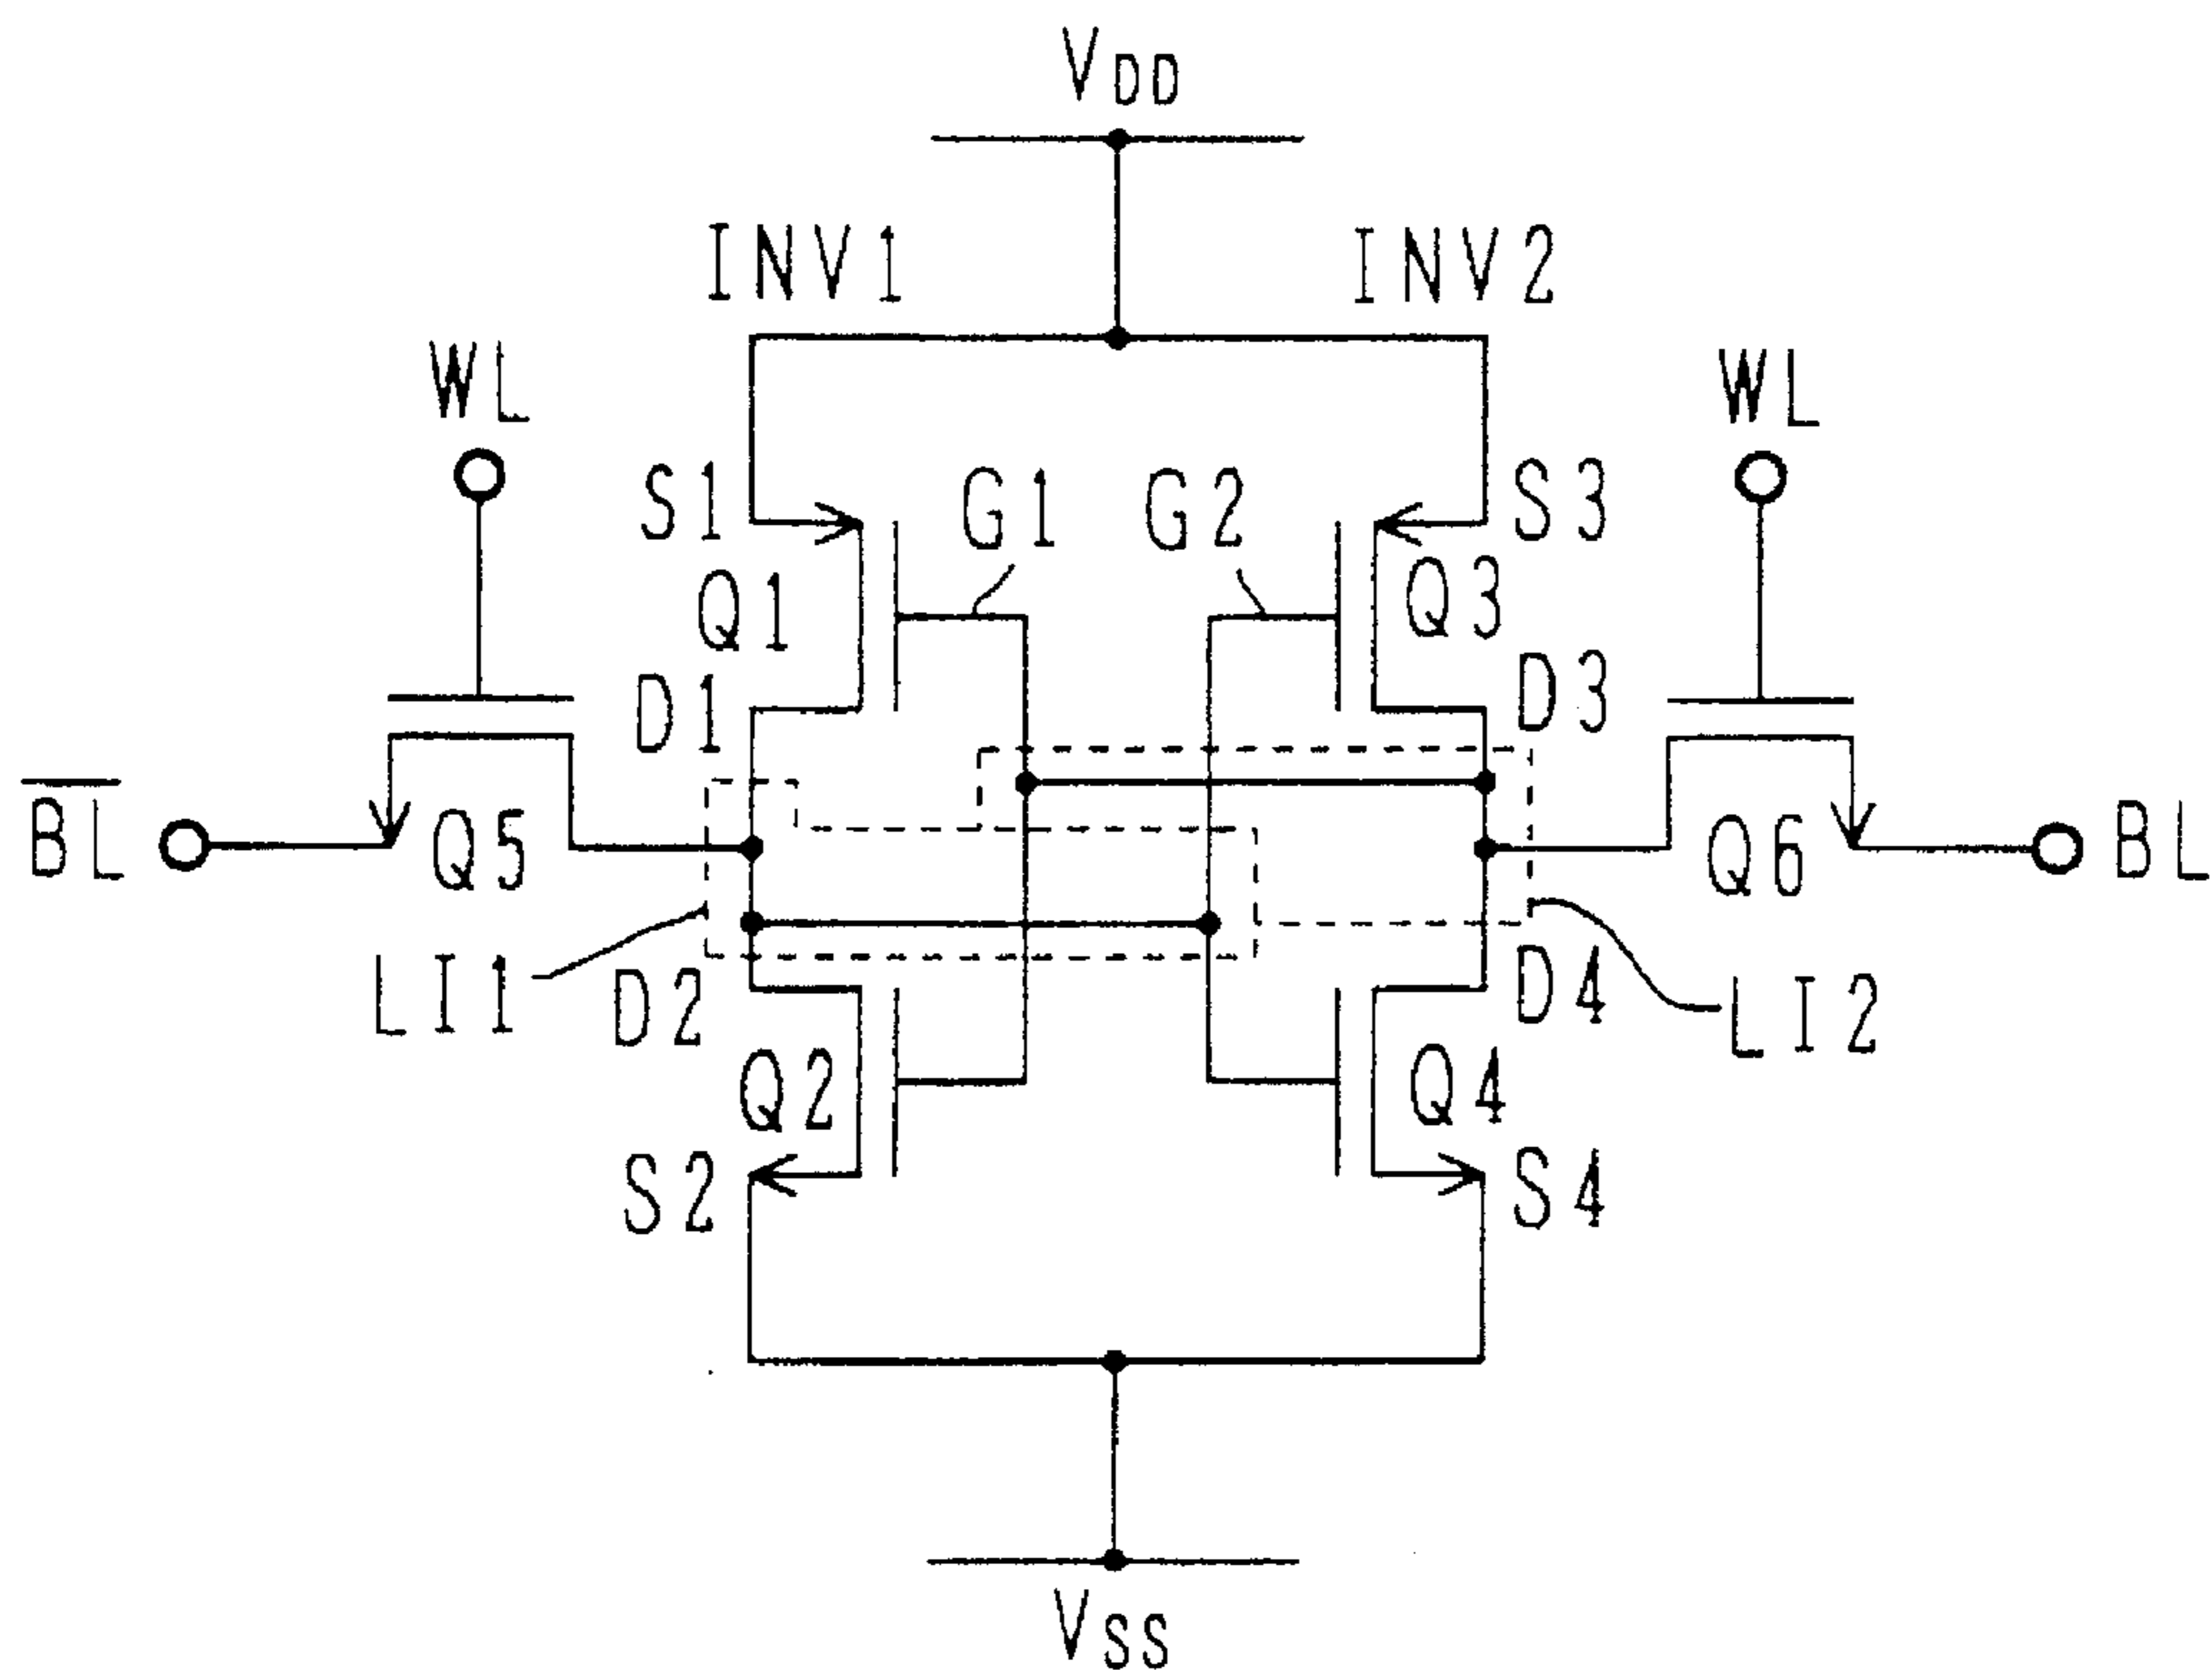 VDD
INV1
INV2
WL
WL
S1
G1
G2
S3
Q1
Q3
D1
D3
B̅L̅
Q5
Q6
BL
LI1
D2
D4
LI2
Q2
Q4
S2
S4
VSS